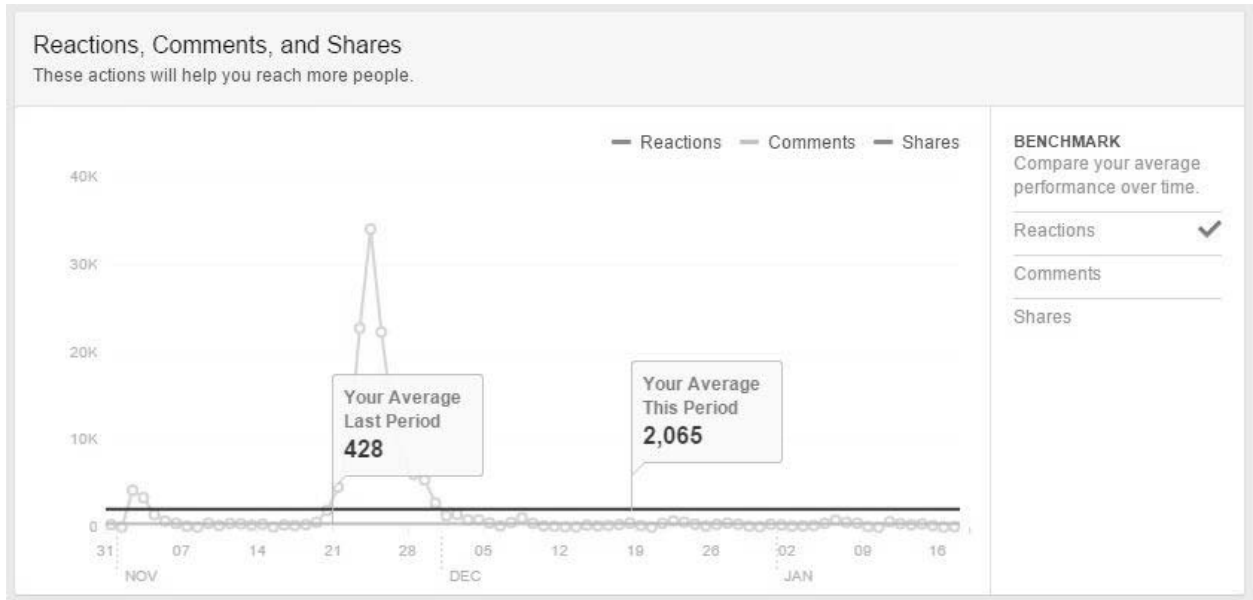 Reactions, Comments, and Shares
These actions will help you reach more people.
Reactions Comments Shares
BENCHMARK
Compare your average
performance over time.
Reactions
Comments
Shares
40K
30K
20K
10K
0
Your Average
Last Period
428
Your Average
This Period
2,065
31 07 14 21 28 05 12 19 26 02 09 16
NOV DEC JAN